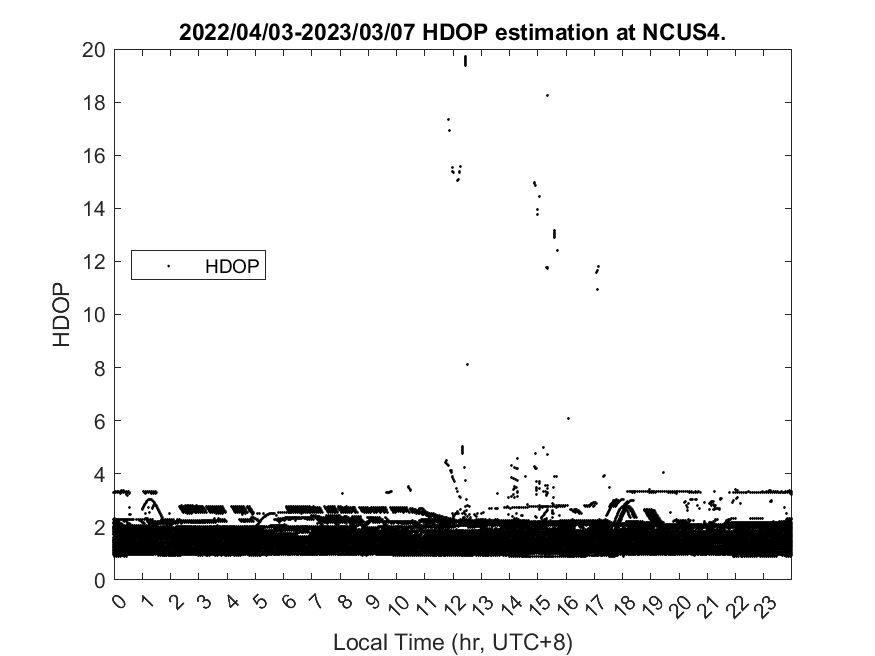 2022/04/03-2023/03/07 HDOP estimation at NCUS4.
20
18
16
14
12
10
8
6
4
2
0
HDOP
HDOP
0 1 2 3 4 5 6 7 8 9 10 11 12 13 14 15 16 17 18 19 20 21 22 23
Local Time (hr, UTC+8)